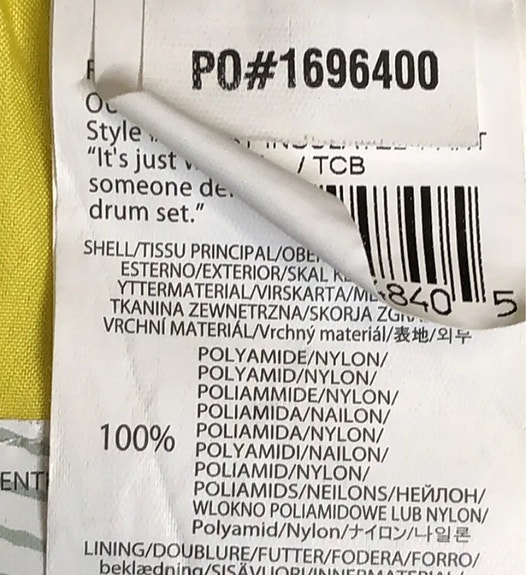 PO#1696400
Style
/ TCB
"It's just
someone
drum set."
840 5
SHELL/TISSU PRINCIPAL/
ESTERNO/EXTERIOR/SKAL
YTTERMATERIAL/VIRSKARTA/
TKANINA ZEWNETRZNA/SKORJA
VRCHNÍ MATERIÁL/Vrchný materiál/表地/외부
POLYAMIDE/NYLON/
POLYAMID/NYLON/
POLIAMMIDE/NYLON/
POLIAMIDA/NAILON/
100% POLIAMIDA/NYLON/
POLYAMIDI/NAILON/
POLIAMID/NYLON/
POLIAMIDS/NEILONS/НЕЙЛОН/
WLOKNO POLIAMIDOWE LUB NYLON/
Polyamid/Nylon/ナイロン/나일론
ENT
LINING/DOUBLURE/FUTTER/FODERA/FORRO/